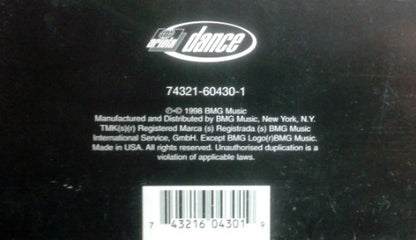 ariola
dance
74321-60430-1
℗·© 1998 BMG Music
Manufactured and Distributed by BMG Music, New York, N.Y.
TMK(s)(r) Registered Marca (s) Registrada (s) BMG Music
International Service, GmbH. Except BMG Logo(r)BMG Music.
Made in USA. All rights reserved. Unauthorised duplication is a
violation of applicable laws.
7 43216 04301 9